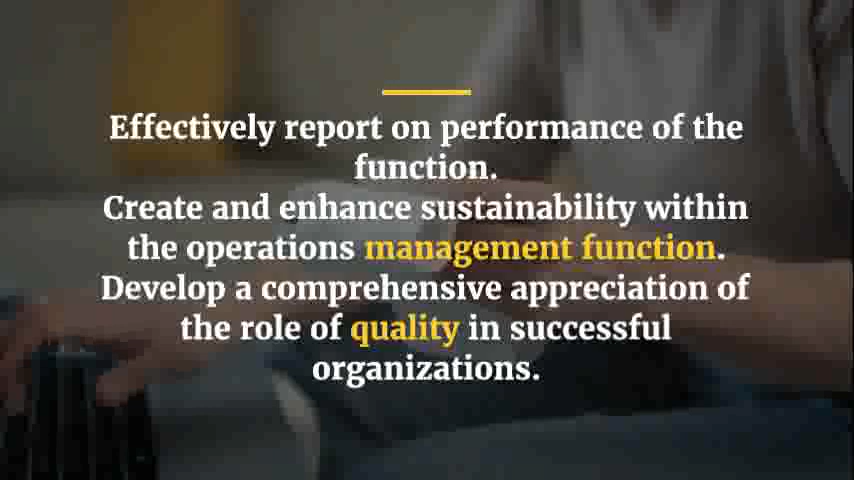 Effectively report on performance of the
function.
Create and enhance sustainability within
the operations management function.
Develop a comprehensive appreciation of
the role of quality in successful
organizations.